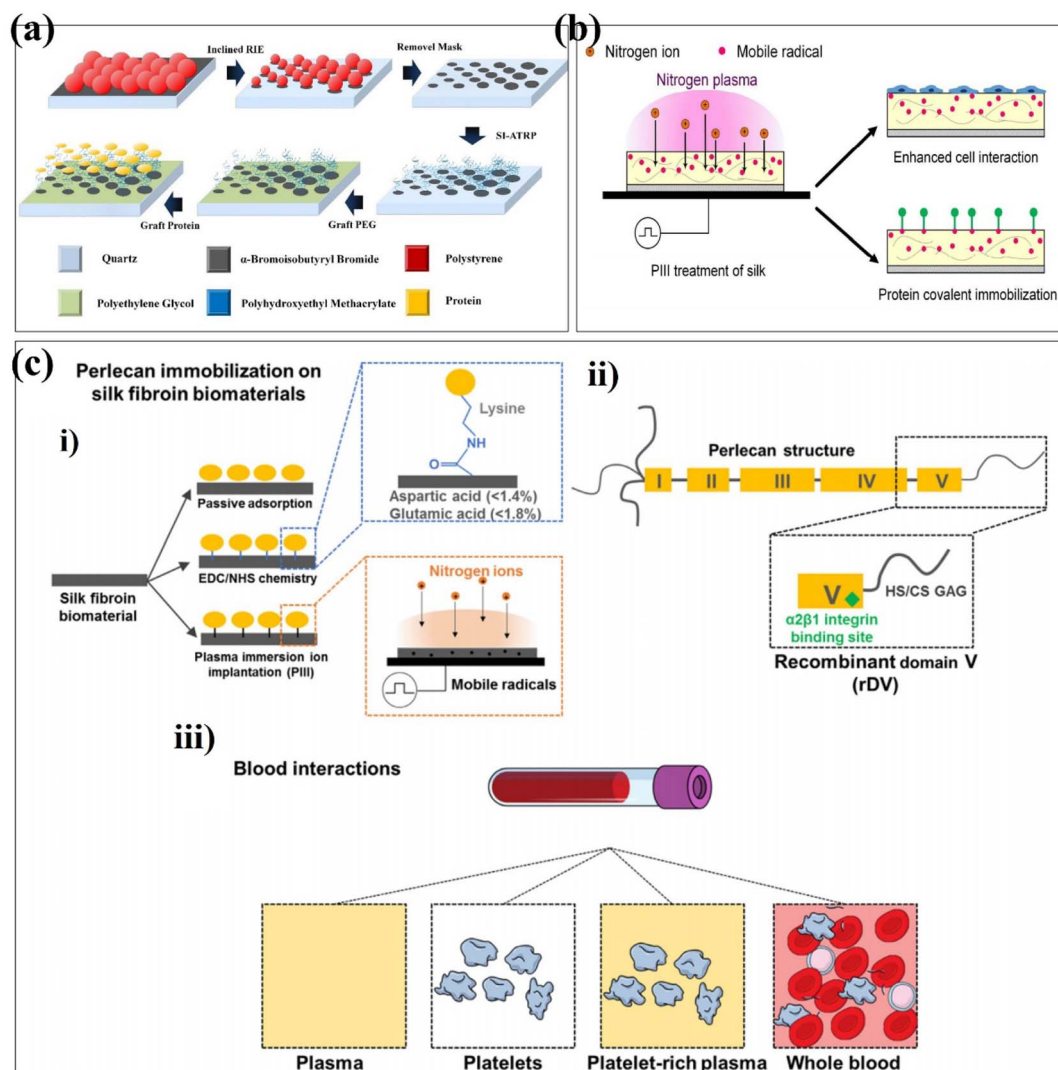 (a)
Inclined RIE
Removel Mask
SI-ATRP
Graft PEG
Graft Protein
Quartz
α-Bromoisobutyryl Bromide
Polystyrene
Polyethylene Glycol
Polyhydroxyethyl Methacrylate
Protein
(b)
Nitrogen ion
Mobile radical
Nitrogen plasma
PIII treatment of silk
Enhanced cell interaction
Protein covalent immobilization
(c)
Perlecan immobilization on
silk fibroin biomaterials
i)
Silk fibroin
biomaterial
Passive adsorption
EDC/NHS chemistry
Plasma immersion ion
implantation (PIII)
Lysine
NH
O
Aspartic acid (<1.4%)
Glutamic acid (<1.8%)
Nitrogen ions
Mobile radicals
ii)
Perlecan structure
I
II
III
IV
V
V
HS/CS GAG
α2β1 integrin
binding site
Recombinant domain V
(rDV)
iii)
Blood interactions
Plasma
Platelets
Platelet-rich plasma
Whole blood